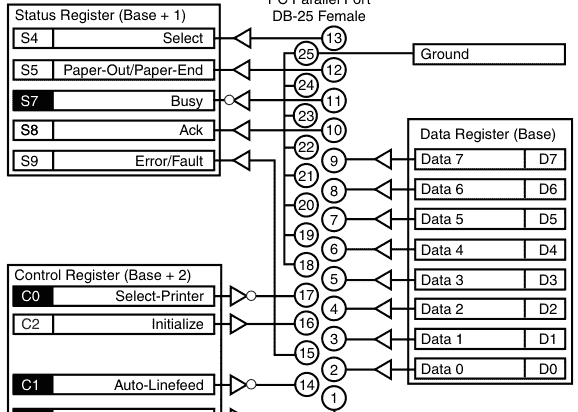 PC Parallel Port
DB-25 Female
Status Register (Base + 1)
S4 Select
S5 Paper-Out/Paper-End
S7 Busy
S8 Ack
S9 Error/Fault
13
25
12
24
11
23
10
22
9
21
8
20
7
19
6
18
5
17
4
16
3
15
2
14
1
Ground
Data Register (Base)
Data 7 D7
Data 6 D6
Data 5 D5
Data 4 D4
Data 3 D3
Data 2 D2
Data 1 D1
Data 0 D0
Control Register (Base + 2)
C0 Select-Printer
C2 Initialize
C1 Auto-Linefeed